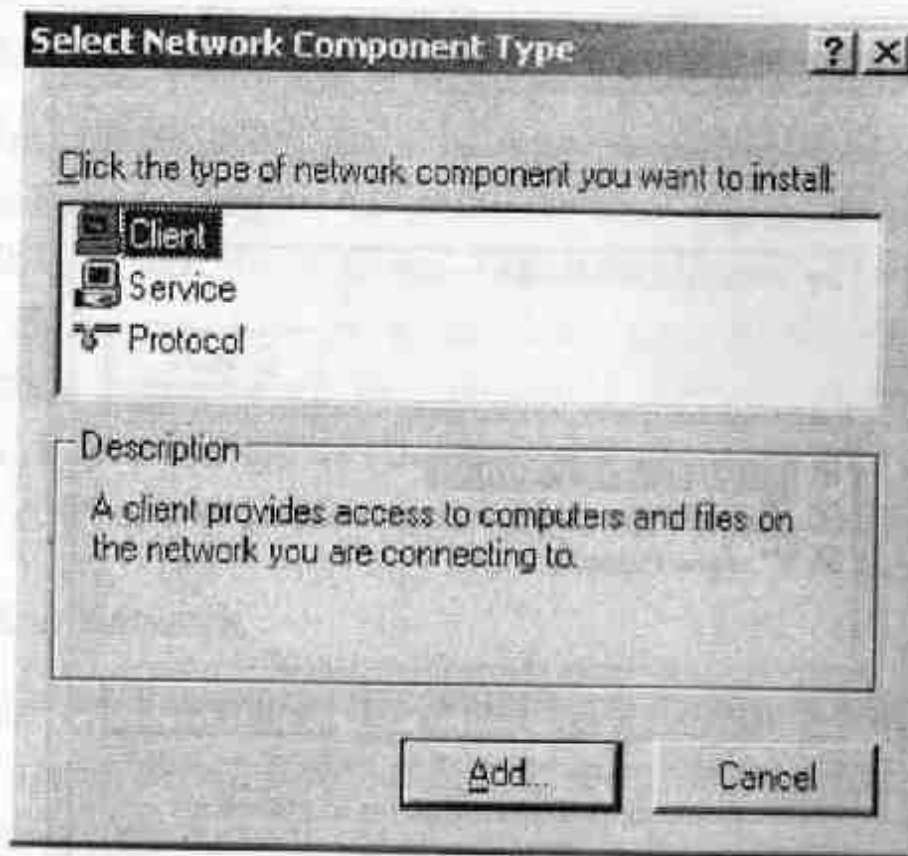 Select Network Component Type
? ×
Click the type of network component you want to install:
Client
Service
Protocol
Description
A client provides access to computers and files on
the network you are connecting to.
Add... Cancel